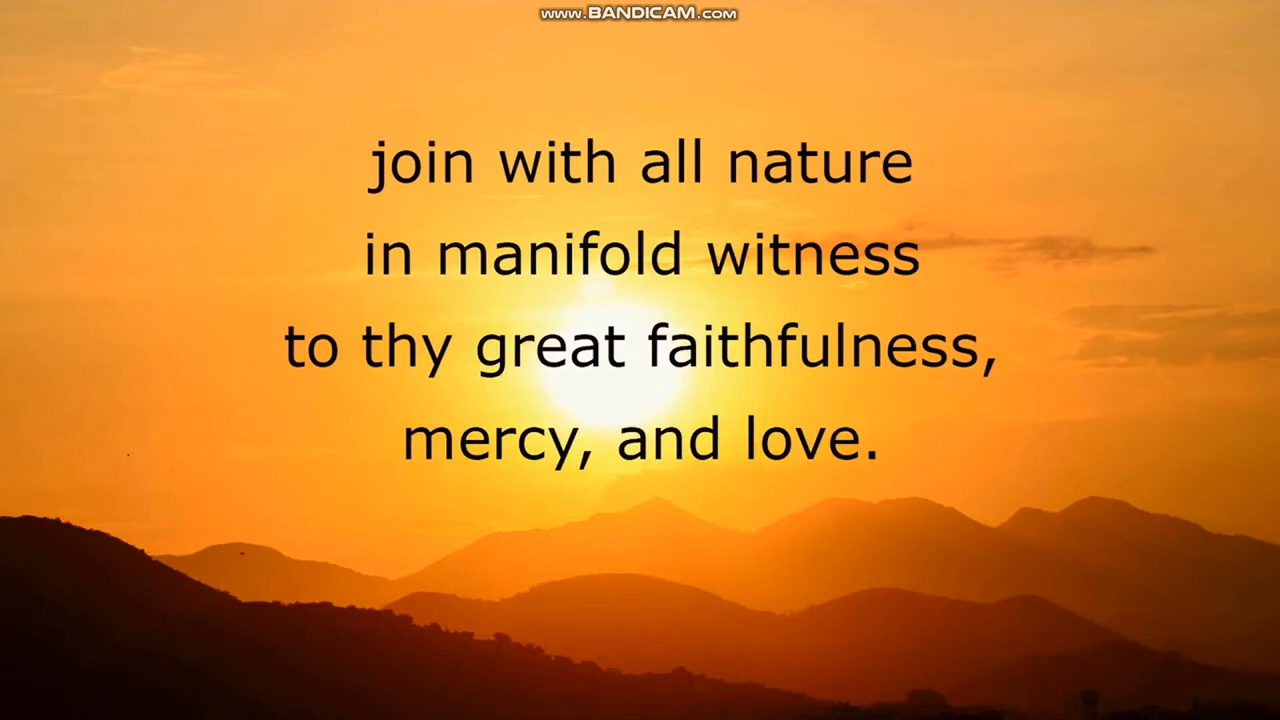 www.BANDICAM.com
join with all nature
in manifold witness
to thy great faithfulness,
mercy, and love.